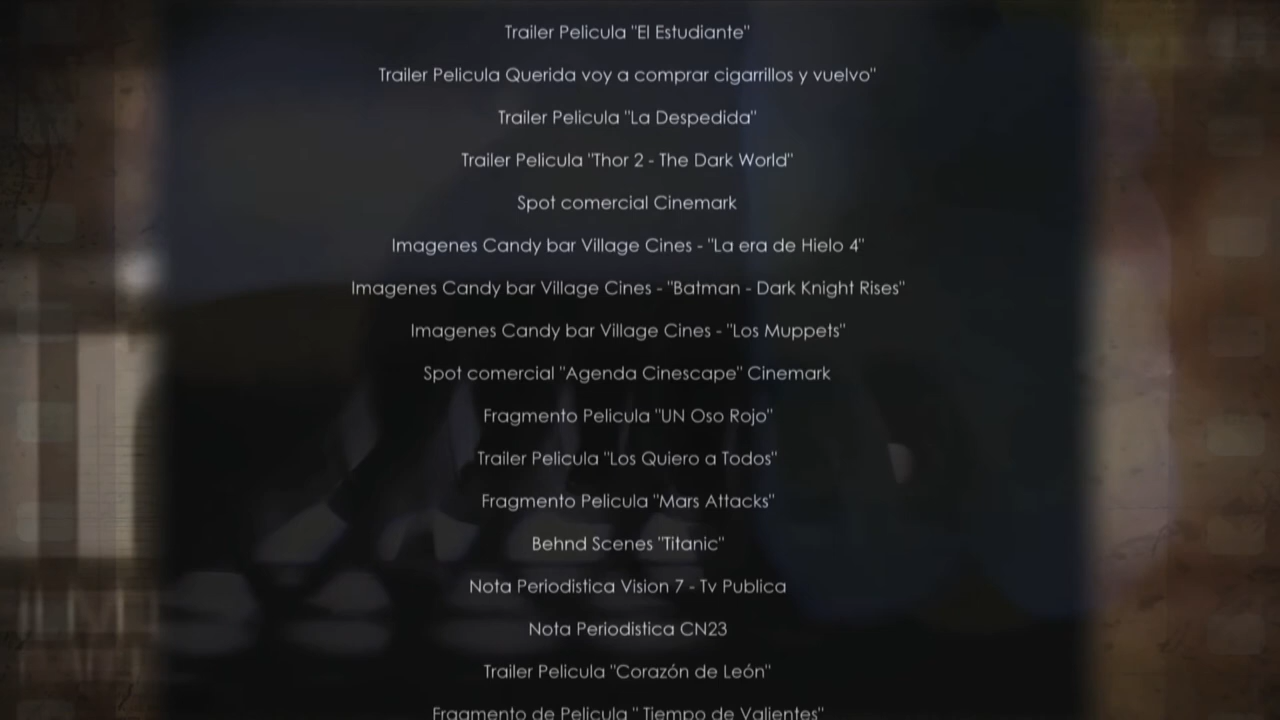 Trailer Pelicula "El Estudiante"
Trailer Pelicula Querida voy a comprar cigarrillos y vuelvo"
Trailer Pelicula "La Despedida"
Trailer Pelicula "Thor 2 - The Dark World"
Spot comercial Cinemark
Imagenes Candy bar Village Cines - "La era de Hielo 4"
Imagenes Candy bar Village Cines - "Batman - Dark Knight Rises"
Imagenes Candy bar Village Cines - "Los Muppets"
Spot comercial "Agenda Cinescape" Cinemark
Fragmento Pelicula "UN Oso Rojo"
Trailer Pelicula "Los Quiero a Todos"
Fragmento Pelicula "Mars Attacks"
Behnd Scenes "Titanic"
Nota Periodistica Vision 7 - Tv Publica
Nota Periodistica CN23
Trailer Pelicula "Corazón de León"
Fragmento de Pelicula " Tiempo de Valientes"